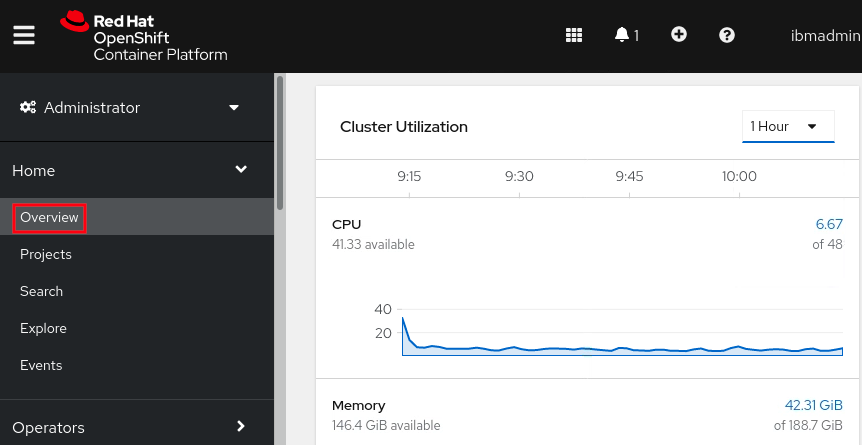 Red Hat
OpenShift
Container Platform
1
ibmadmin
Administrator
Home
Overview
Projects
Search
Explore
Events
Operators
Cluster Utilization
1 Hour
9:15 9:30 9:45 10:00
CPU 6.67
41.33 available of 48
40
20
Memory 42.31 GiB
146.4 GiB available of 188.7 GiB